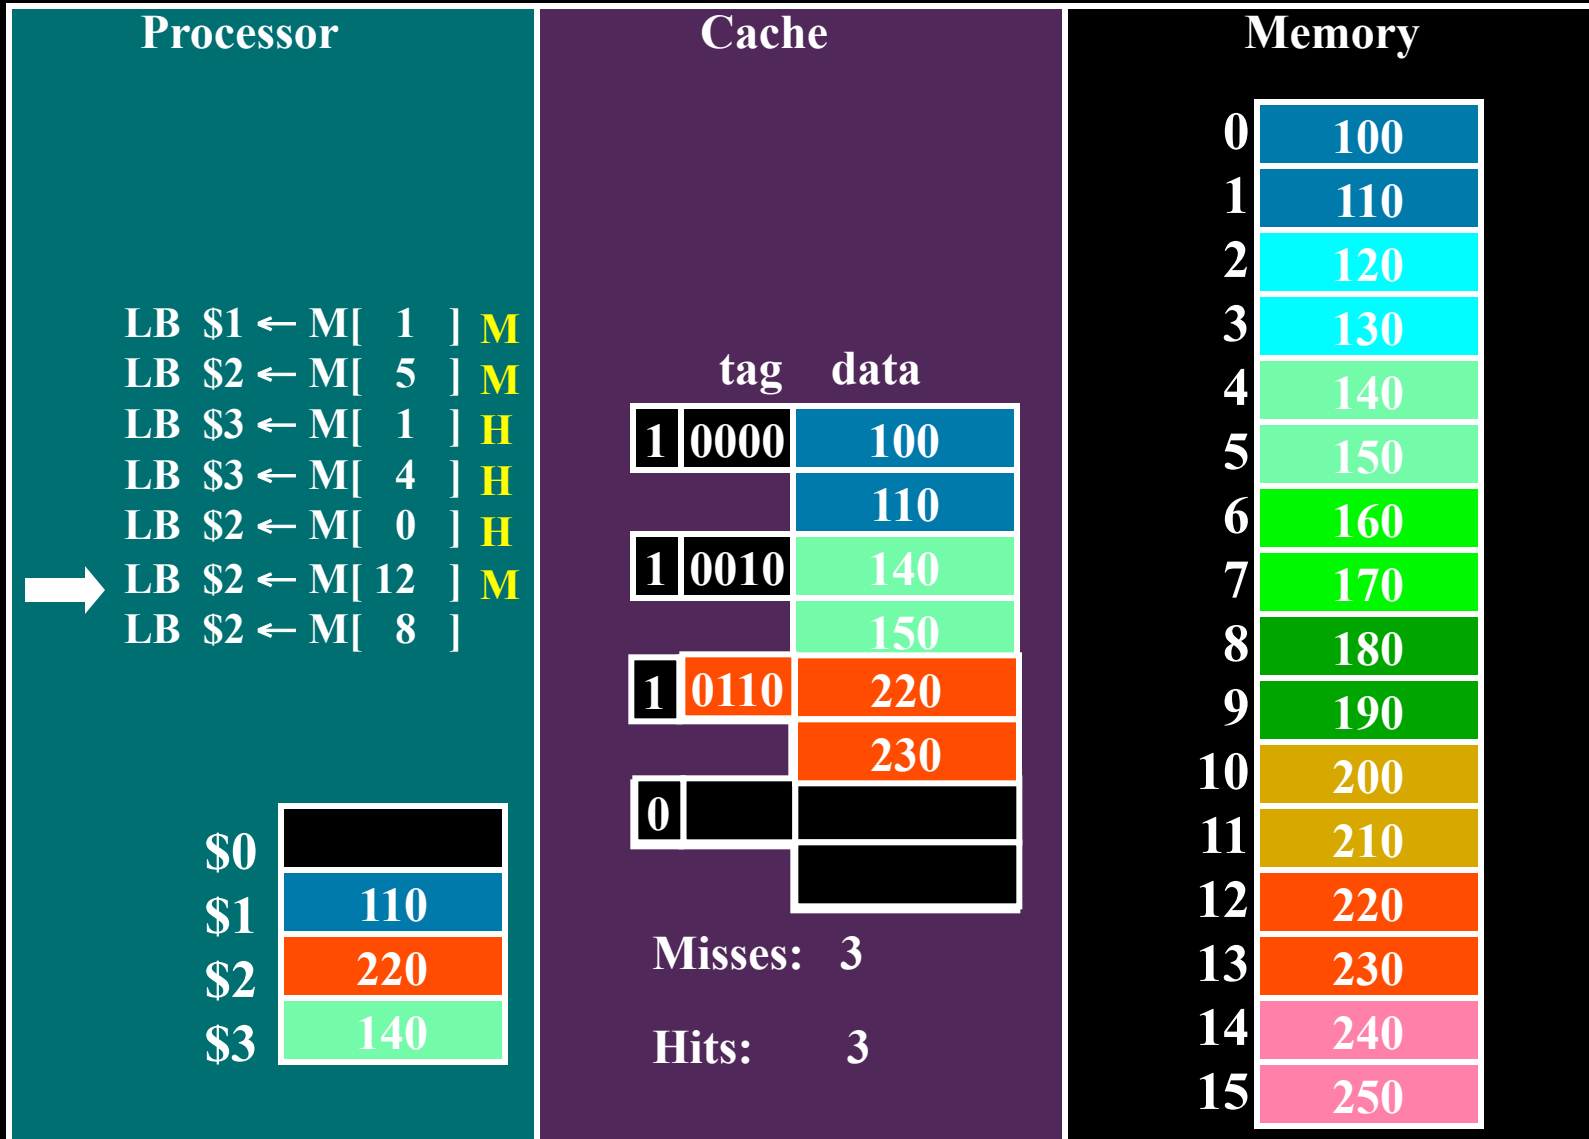 Processor
LB $1 ← M[ 1 ] M
LB $2 ← M[ 5 ] M
LB $3 ← M[ 1 ] H
LB $3 ← M[ 4 ] H
LB $2 ← M[ 0 ] H
LB $2 ← M[ 12 ] M
LB $2 ← M[ 8 ]
$0
$1 110
$2 220
$3 140
Cache
tag data
1 0000 100
110
1 0010 140
150
1 0110 220
230
0
Misses: 3
Hits: 3
Memory
0 100
1 110
2 120
3 130
4 140
5 150
6 160
7 170
8 180
9 190
10 200
11 210
12 220
13 230
14 240
15 250